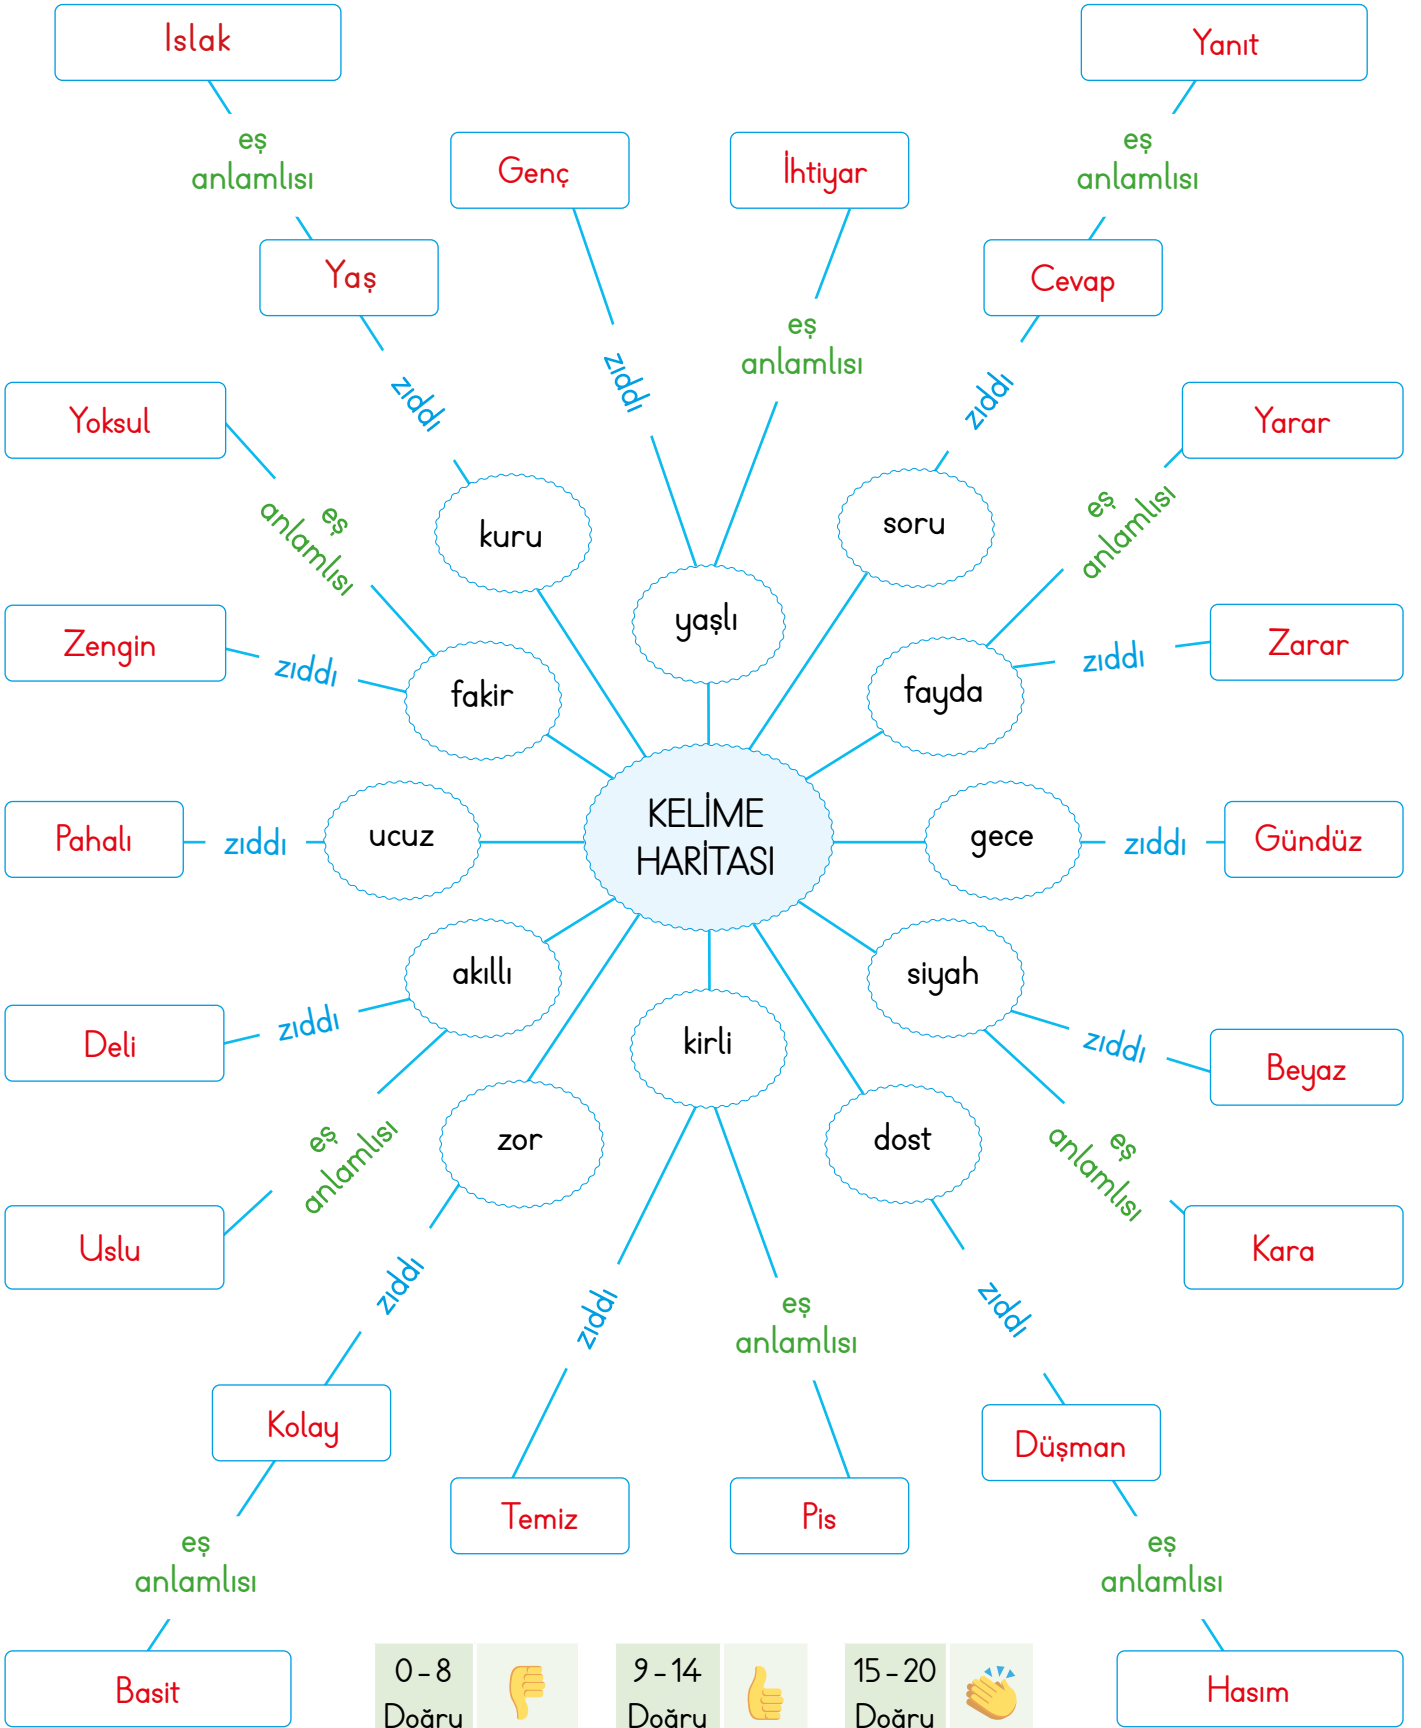 Islak
Yanıt
eş
anlamlısı
Genç
İhtiyar
eş
anlamlısı
Yaş
Cevap
zıddı
zıddı
eş
anlamlısı
zıddı
Yoksul
Yarar
eş
anlamlısı
kuru
yaşlı
soru
eş
anlamlısı
Zengin
zıddı
fakir
fayda
zıddı
Zarar
Pahalı
zıddı
ucuz
KELİME
HARİTASI
gece
zıddı
Gündüz
Deli
zıddı
akıllı
kirli
siyah
zıddı
Beyaz
eş
anlamlısı
zor
dost
eş
anlamlısı
Uslu
Kara
zıddı
zıddı
eş
anlamlısı
zıddı
Kolay
Düşman
Temiz
Pis
eş
anlamlısı
eş
anlamlısı
Basit
0 - 8
Doğru
9 - 14
Doğru
15 - 20
Doğru
Hasım